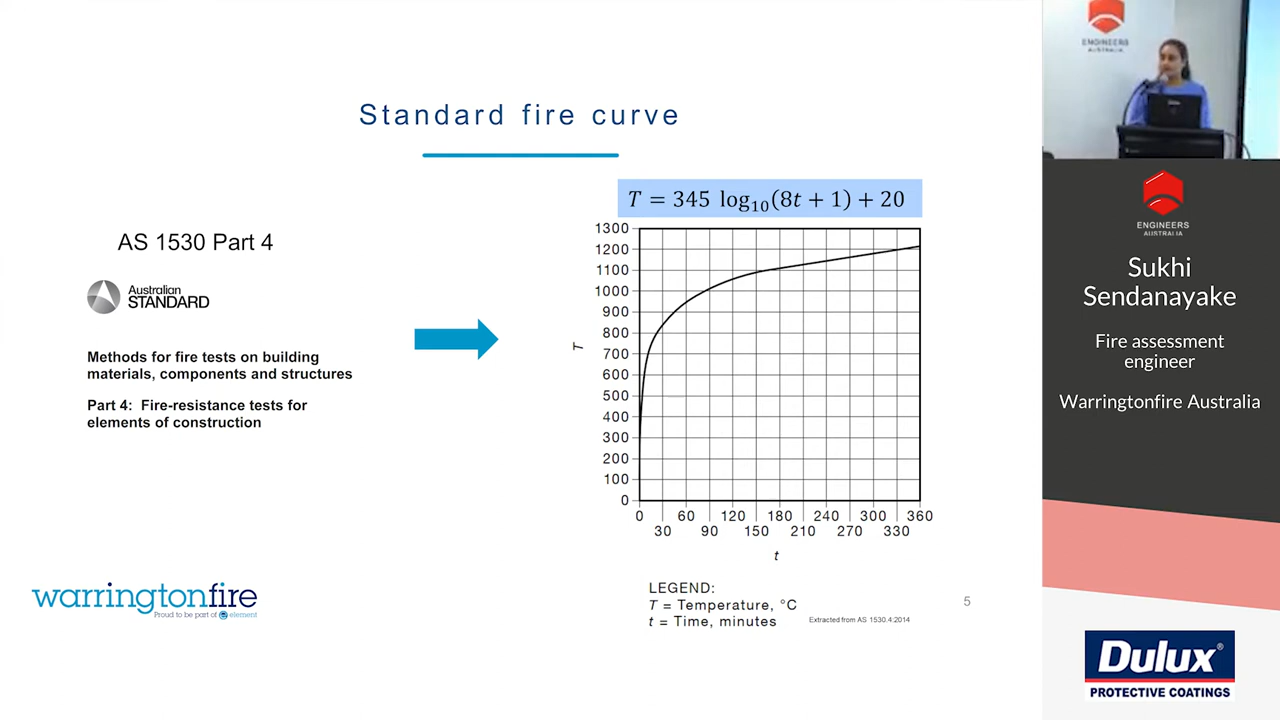 Standard fire curve
AS 1530 Part 4
Australian
STANDARD
Methods for fire tests on building
materials, components and structures
Part 4: Fire-resistance tests for
elements of construction
warringtonfire
Proud to be part of element
T = 345 log₁₀(8t + 1) + 20
1300
1200
1100
1000
900
800
700
600
500
400
300
200
100
0
T
0 60 120 180 240 300 360
30 90 150 210 270 330
t
LEGEND:
T = Temperature, °C
t = Time, minutes
Extracted from AS 1530.4:2014
5
ENGINEERS
AUSTRALIA
ENGINEERS
AUSTRALIA
Sukhi
Sendanayake
Fire assessment
engineer
Warringtonfire Australia
Dulux®
PROTECTIVE COATINGS